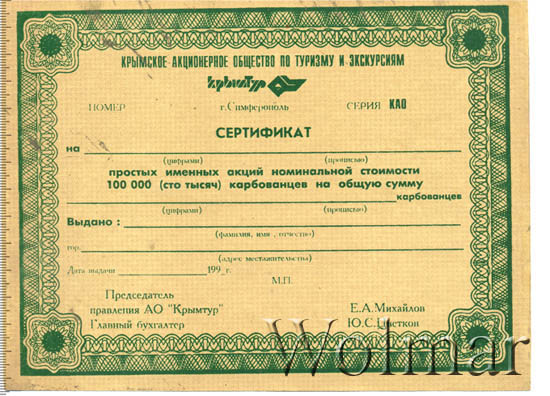 КРЫМСКОЕ АКЦИОНЕРНОЕ ОБЩЕСТВО ПО ТУРИЗМУ И ЭКСКУРСИЯМ
КрымТур
НОМЕР г. Симферополь СЕРИЯ КАО
СЕРТИФИКАТ
на
(цифрами) (прописью)
простых именных акций номинальной стоимости
100 000 (сто тысяч) карбованцев на общую сумму
карбованцев
(цифрами) (прописью)
Выдано :
(фамилия, имя , отчество)
гор.
(адрес местажительства)
Дата выдачи 199 г.
М.П.
Председатель
правления АО "Крымтур" Е.А.Михайлов
Главный бухгалтер Ю.С.Цветков
Wolmar